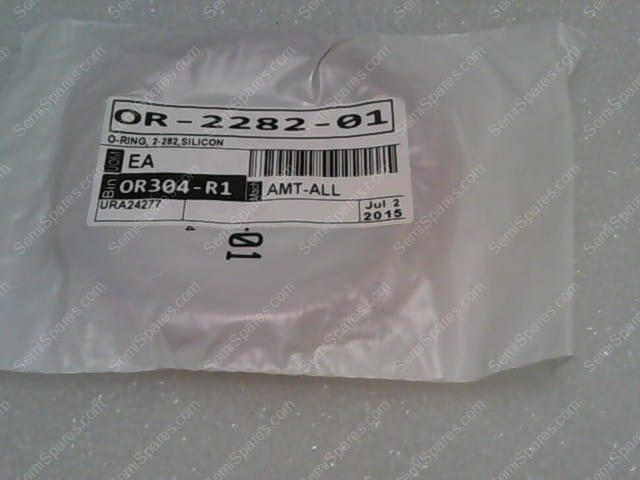 OR-2282-01
O-RING, 2-282,SILICON
UOM EA
Bin OR304-R1 AMT-ALL
URA24277 Jul 2
2015
-01
SemiSpares.com